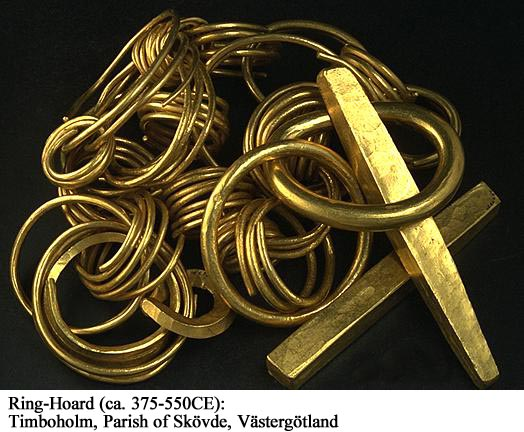 Ring-Hoard (ca. 375-550CE):
Timboholm, Parish of Skövde, Västergötland